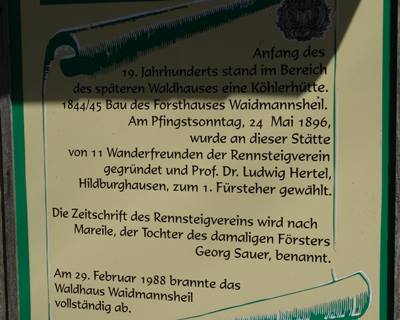 Anfang des
19. Jahrhunderts stand im Bereich
des späteren Waldhauses eine Köhlerhütte.
1844/45 Bau des Forsthauses Waidmannsheil.
Am Pfingstsonntag, 24 Mai 1896,
wurde an dieser Stätte
von 11 Wanderfreunden der Rennsteigverein
gegründet und Prof. Dr. Ludwig Hertel,
Hildburghausen, zum 1. Fürsteher gewählt.
Die Zeitschrift des Rennsteigvereins wird nach
Mareile, der Tochter des damaligen Försters
Georg Sauer, benannt.
Am 29. Februar 1988 brannte das
Waldhaus Waidmannsheil
vollständig ab.